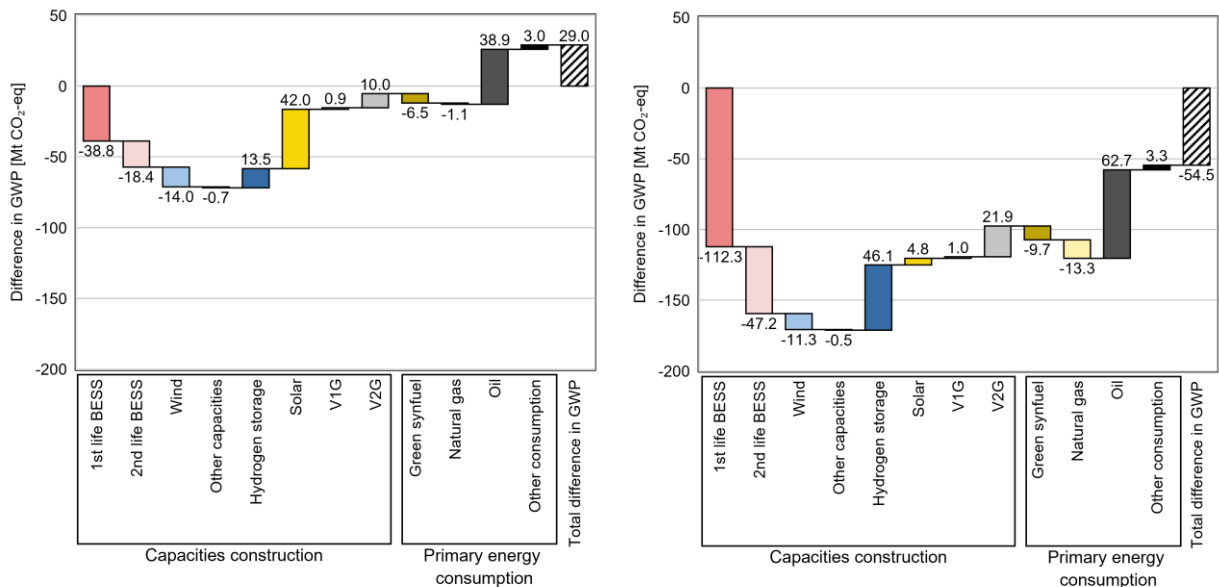 Difference in GWP [Mt CO₂-eq]
50
0
-50
-100
-150
-200
-38.8
-18.4
-14.0
-0.7
13.5
42.0
0.9
10.0
-6.5
-1.1
38.9
3.0
29.0
1st life BESS
2nd life BESS
Wind
Other capacities
Hydrogen storage
Solar
V1G
V2G
Green synfuel
Natural gas
Oil
Other consumption
Total difference in GWP
Capacities construction
Primary energy
consumption
Difference in GWP [Mt CO₂-eq]
50
0
-50
-100
-150
-200
-112.3
-47.2
-11.3
-0.5
46.1
4.8
1.0
21.9
-9.7
-13.3
62.7
3.3
-54.5
1st life BESS
2nd life BESS
Wind
Other capacities
Hydrogen storage
Solar
V1G
V2G
Green synfuel
Natural gas
Oil
Other consumption
Total difference in GWP
Capacities construction
Primary energy
consumption